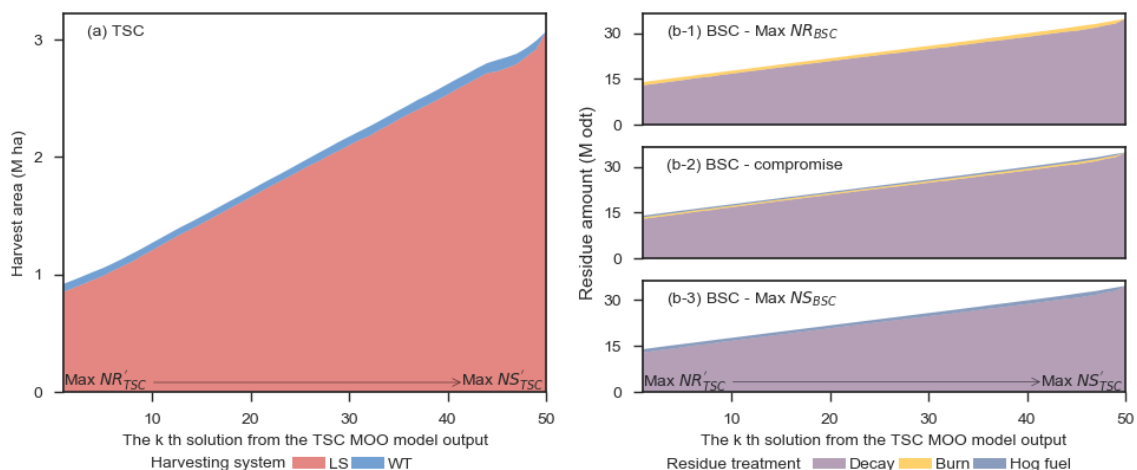 (a) TSC
Harvest area (M ha)
3
2
1
0
Max NR'TSC
Max NS'TSC
10
20
30
40
50
The k th solution from the TSC MOO model output
Harvesting system LS WT
Residue amount (M odt)
(b-1) BSC - Max NRBSC
30
15
0
(b-2) BSC - compromise
30
15
0
(b-3) BSC - Max NSBSC
30
15
0
Max NR'TSC
Max NS'TSC
10
20
30
40
50
The k th solution from the TSC MOO model output
Residue treatment Decay Burn Hog fuel